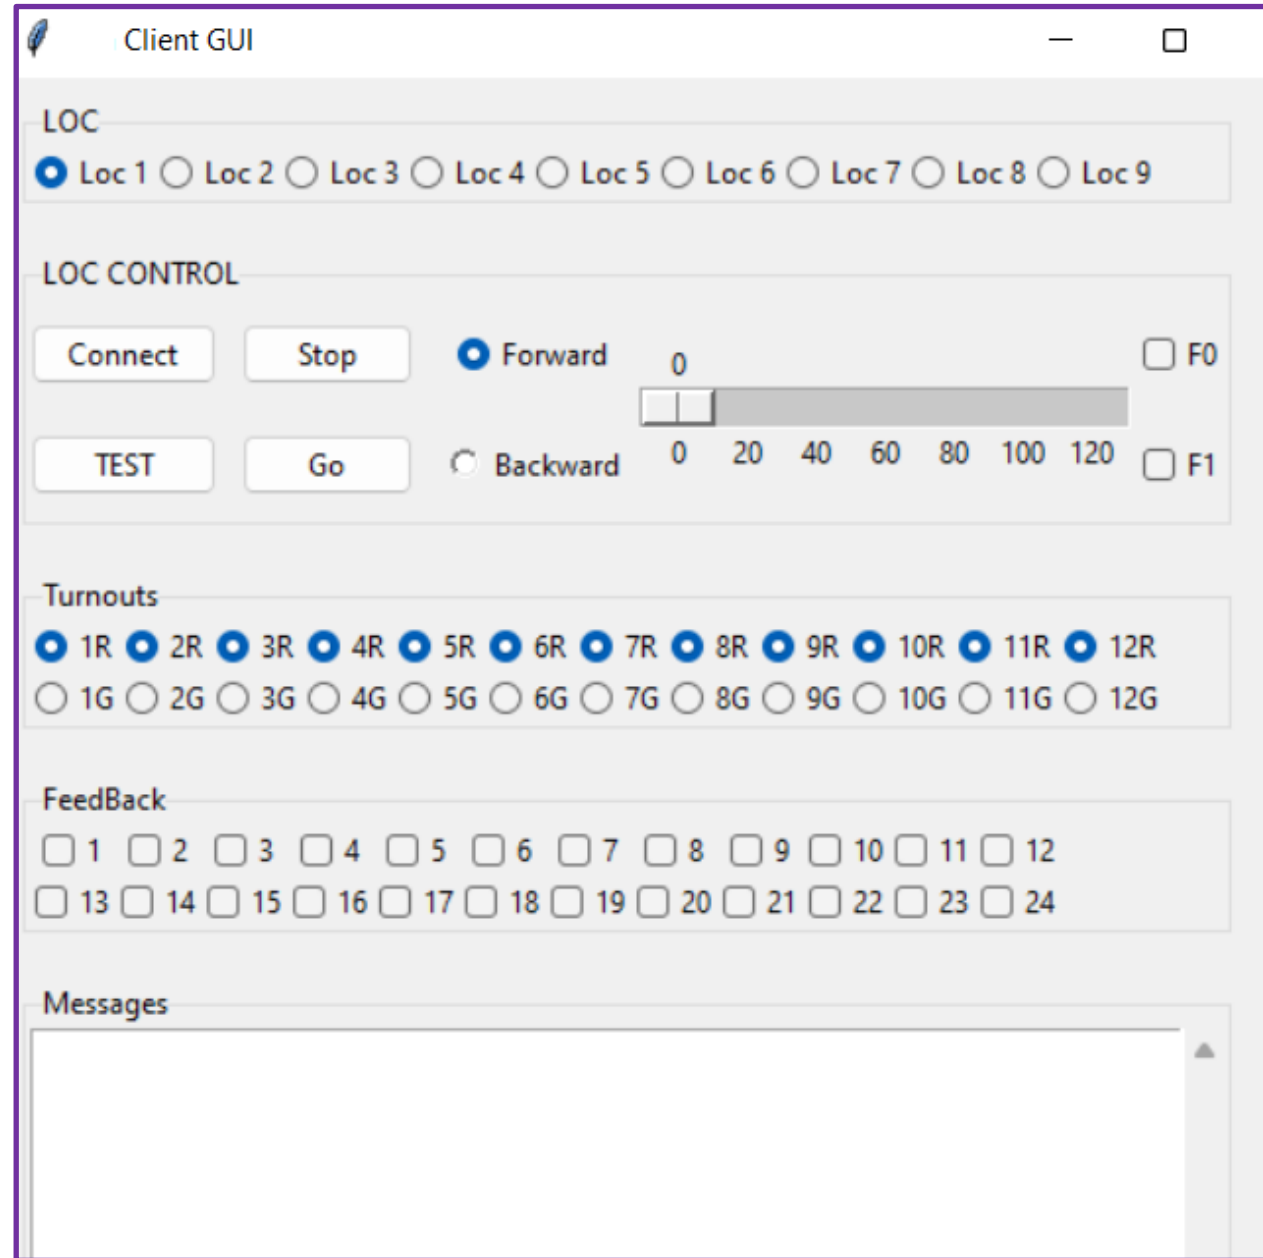 Client GUI
LOC
Loc 1 Loc 2 Loc 3 Loc 4 Loc 5 Loc 6 Loc 7 Loc 8 Loc 9
LOC CONTROL
Connect Stop Forward 0 F0
TEST Go Backward 0 20 40 60 80 100 120 F1
Turnouts
1R 2R 3R 4R 5R 6R 7R 8R 9R 10R 11R 12R
1G 2G 3G 4G 5G 6G 7G 8G 9G 10G 11G 12G
FeedBack
1 2 3 4 5 6 7 8 9 10 11 12
13 14 15 16 17 18 19 20 21 22 23 24
Messages